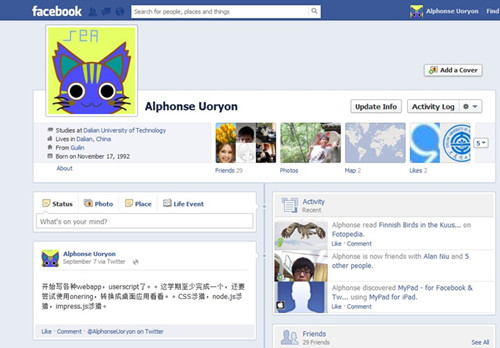 facebook
Search for people, places and things
Alphonse Uoryon
Find
sea
Add a Cover
Alphonse Uoryon
Update Info
Activity Log
Studies at Dalian University of Technology
Lives in Dalian, China
From Guilin
Born on November 17, 1992
About
Friends 29
Photos
Map 2
Likes 2
5
Status
Photo
Place
Life Event
What's on your mind?
Alphonse Uoryon
September 7 via Twitter
开始写各种webapp，userscript了。。这学期至少完成一个，还要
尝试使用onering，转换成桌面应用看看。。CSS涉猎，node.js涉
猎，impress.js涉猎。
Like · Comment · @AlphonseUoryon on Twitter
Activity
Recent
Alphonse read Finnish Birds in the Kuus... on
Fotopedia.
Like · Comment
Alphonse is now friends with Alan Niu and 5
other people.
Alphonse discovered MyPad - for Facebook &
Tw... using MyPad for iPad.
Like · Comment
Friends
29 Friends
See All